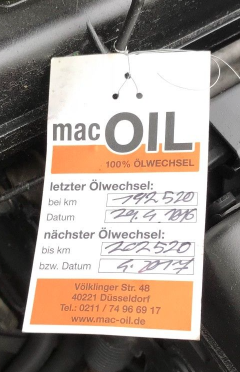 mac OIL
100% ÖLWECHSEL
letzter Ölwechsel:
bei km 192.520
Datum 29.4.2016
nächster Ölwechsel:
bis km 202.520
bzw. Datum 4.2017
Völklinger Str. 48
40221 Düsseldorf
Tel.: 0211 / 74 96 69 17
www.mac-oil.de